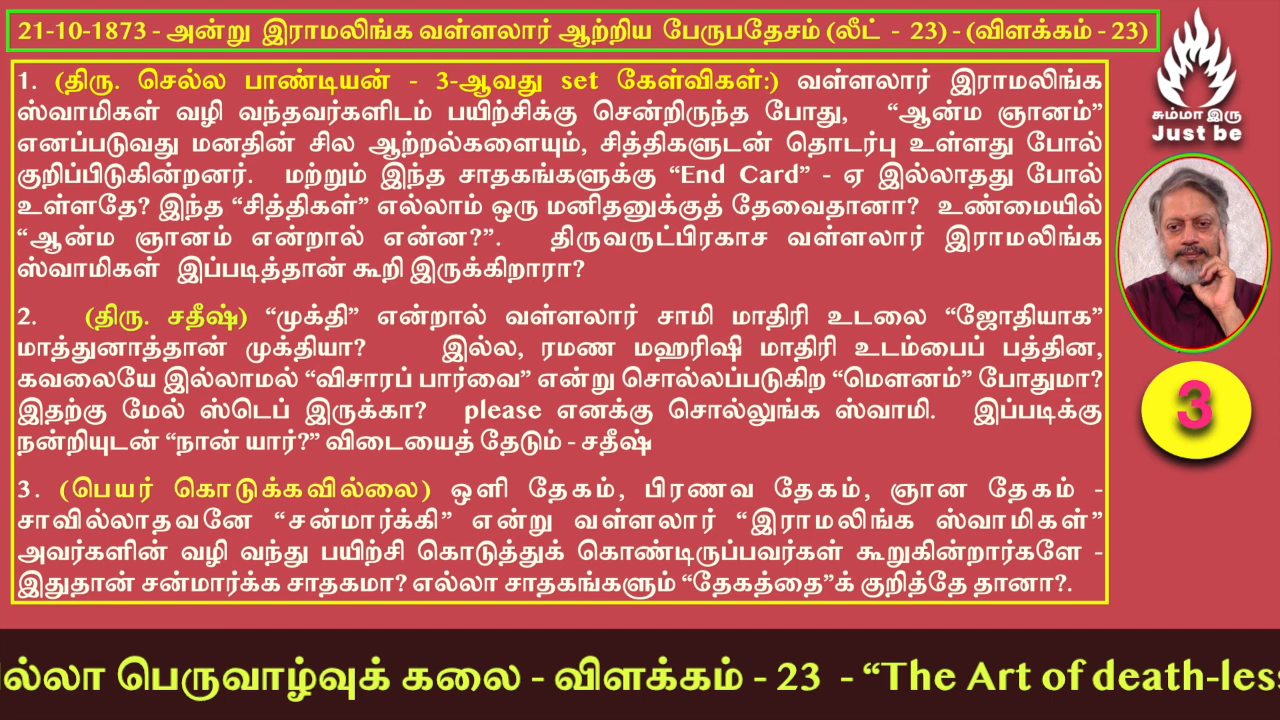 21-10-1873 - அன்று இராமலிங்க வள்ளலார் ஆற்றிய பேருபதேசம் (லீட் - 23) - (விளக்கம் - 23)
1. (திரு. செல்ல பாண்டியன் - 3-ஆவது set கேள்விகள்:) வள்ளலார் இராமலிங்க
ஸ்வாமிகள் வழி வந்தவர்களிடம் பயிற்சிக்கு சென்றிருந்த போது, “ஆன்ம ஞானம்”
எனப்படுவது மனதின் சில ஆற்றல்களையும், சித்திகளுடன் தொடர்பு உள்ளது போல்
குறிப்பிடுகின்றனர். மற்றும் இந்த சாதகங்களுக்கு “End Card” - ஏ இல்லாதது போல்
உள்ளதே? இந்த “சித்திகள்” எல்லாம் ஒரு மனிதனுக்குத் தேவைதானா? உண்மையில்
“ஆன்ம ஞானம் என்றால் என்ன?”. திருவருட்பிரகாச வள்ளலார் இராமலிங்க
ஸ்வாமிகள் இப்படித்தான் கூறி இருக்கிறாரா?
2. (திரு. சதீஷ்) “முக்தி” என்றால் வள்ளலார் சாமி மாதிரி உடலை “ஜோதியாக”
மாத்துனாத்தான் முக்தியா? இல்ல, ரமண மஹரிஷி மாதிரி உடம்பைப் பத்தின,
கவலையே இல்லாமல் “விசாரப் பார்வை” என்று சொல்லப்படுகிற “மௌனம்” போதுமா?
இதற்கு மேல் ஸ்டெப் இருக்கா? please எனக்கு சொல்லுங்க ஸ்வாமி. இப்படிக்கு
நன்றியுடன் “நான் யார்?” விடையைத் தேடும் - சதீஷ்
3. (பெயர் கொடுக்கவில்லை) ஒளி தேகம், பிரணவ தேகம், ஞான தேகம் -
சாவில்லாதவனே “சன்மார்க்கி” என்று வள்ளலார் “இராமலிங்க ஸ்வாமிகள்”
அவர்களின் வழி வந்து பயிற்சி கொடுத்துக் கொண்டிருப்பவர்கள் கூறுகின்றார்களே -
இதுதான் சன்மார்க்க சாதகமா? எல்லா சாதகங்களும் “தேகத்தை”க் குறித்தே தானா?.
சும்மா இரு
Just be
3
ில்லா பெருவாழ்வுக் கலை - விளக்கம் - 23 - “The Art of death-less